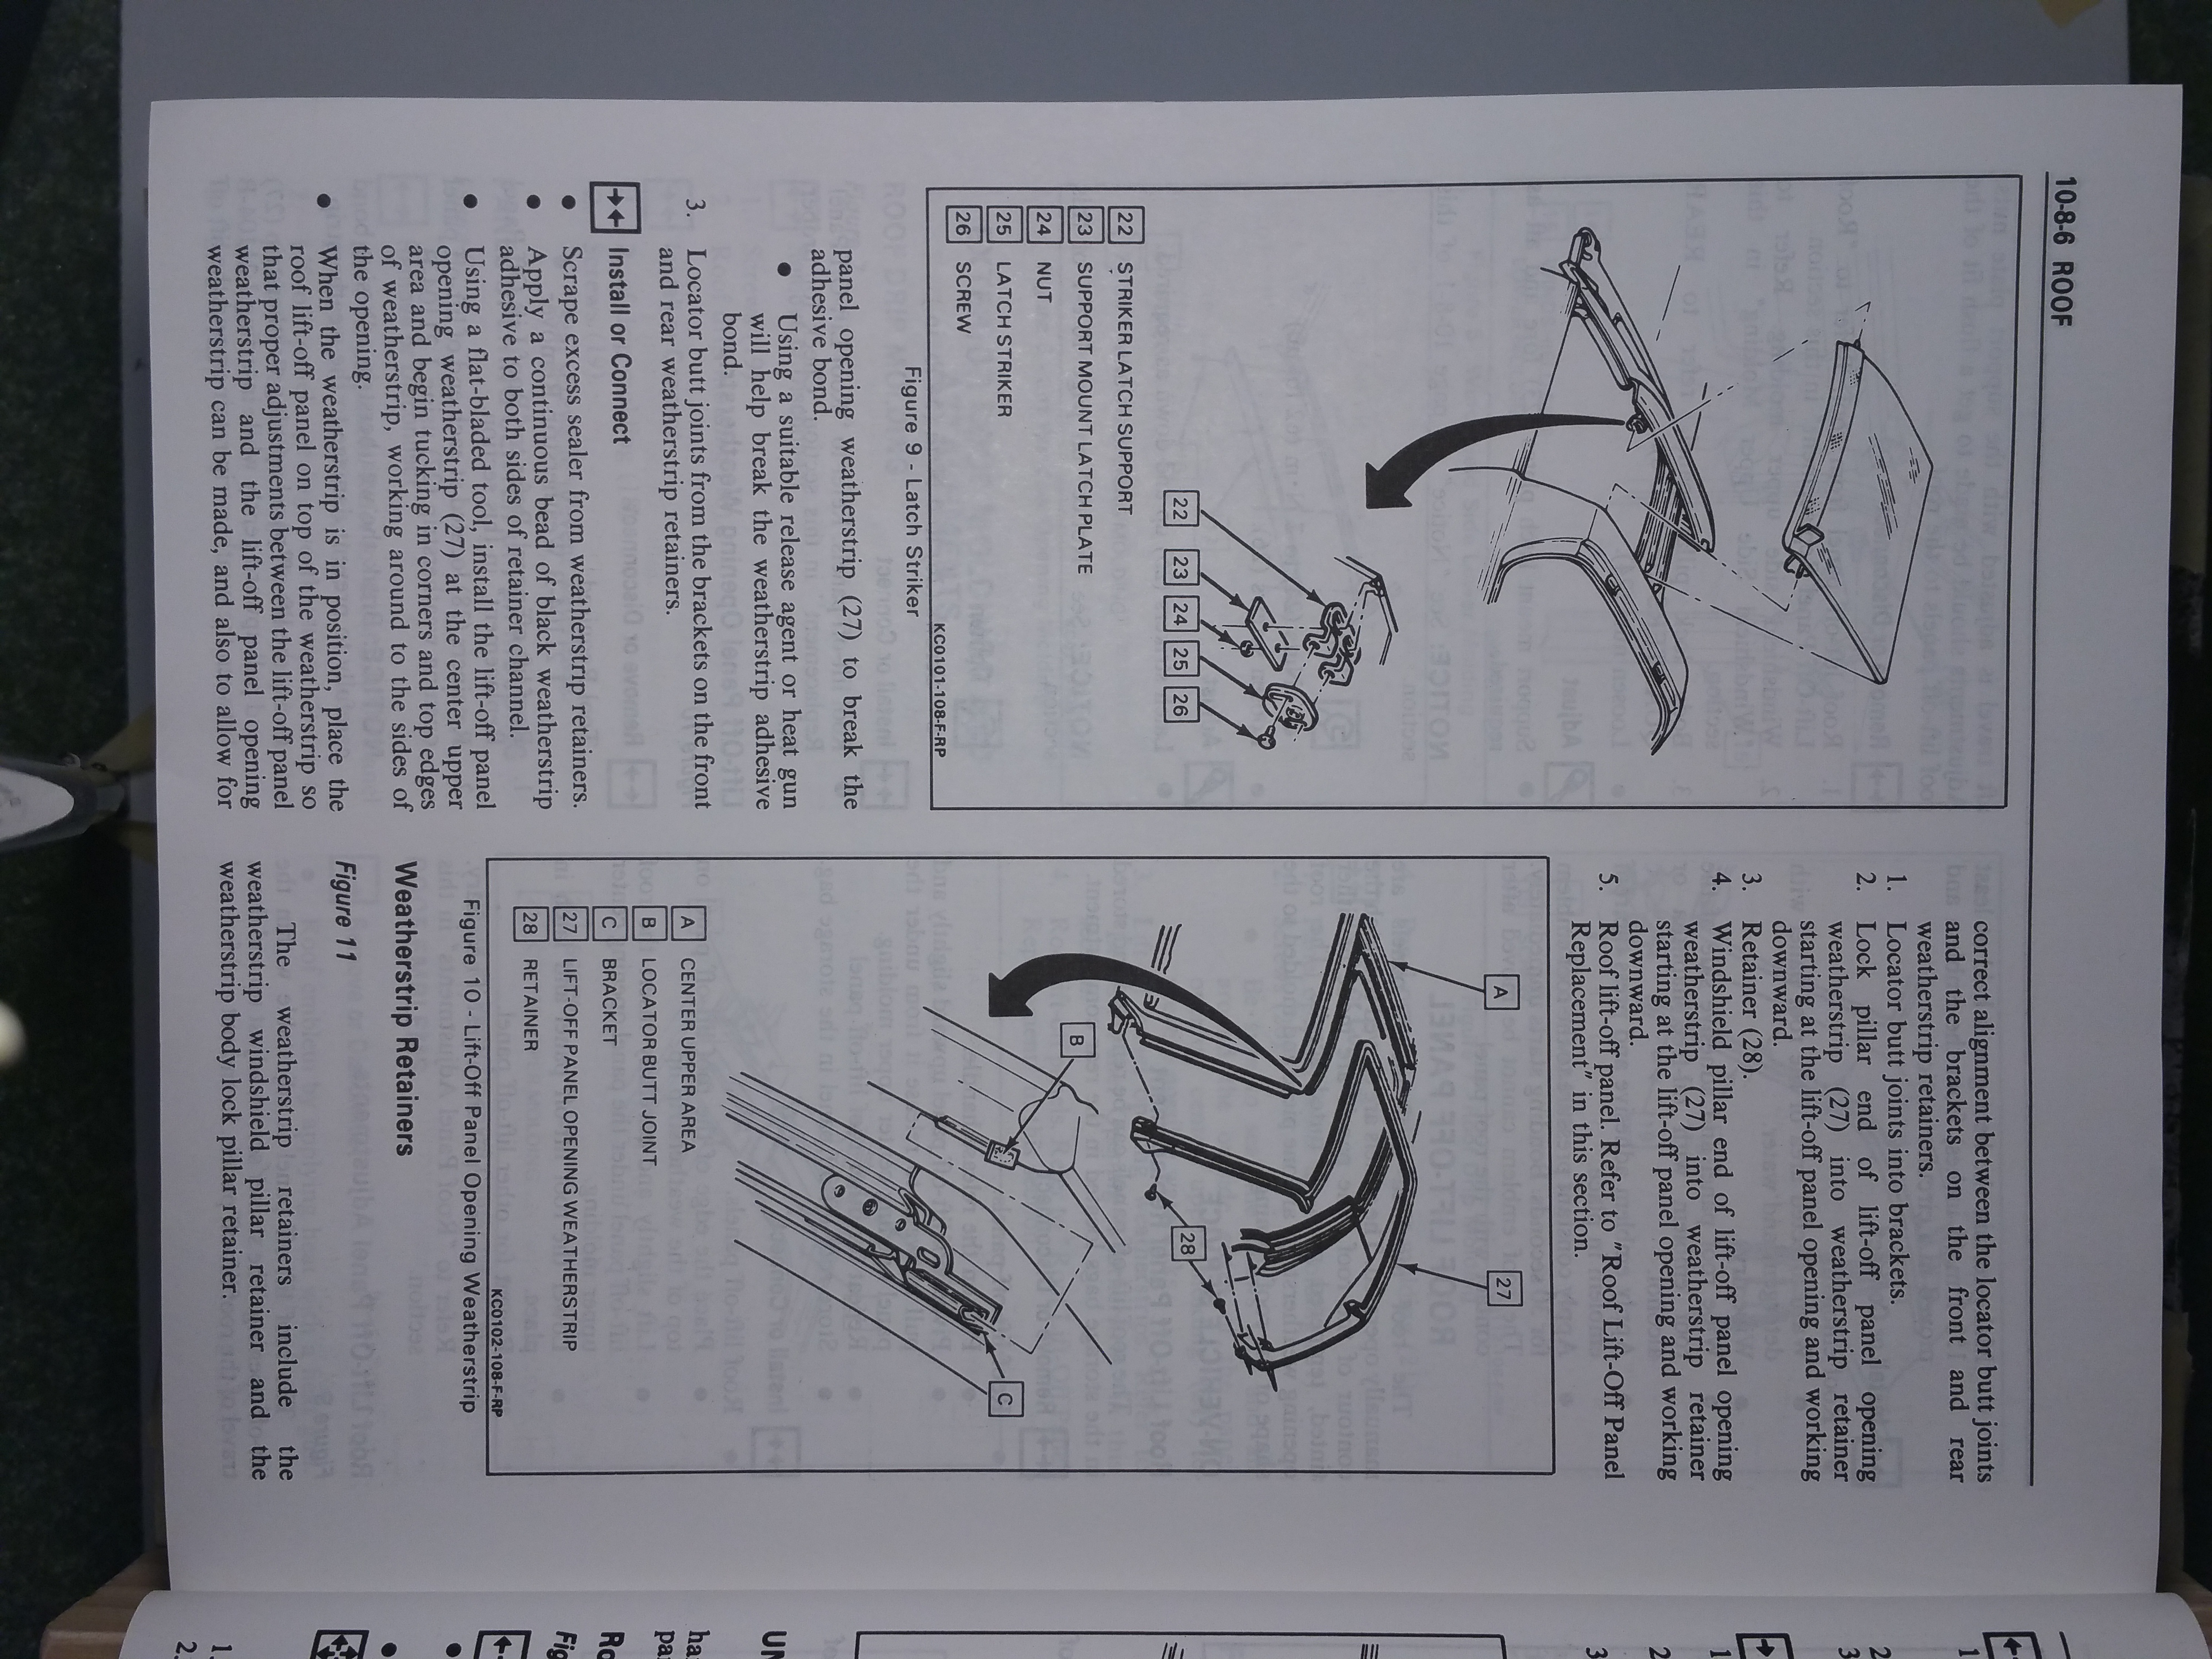 10-8-6 ROOF
22
23
24
25
26
22 STRIKER LATCH SUPPORT
23 SUPPORT MOUNT LATCH PLATE
24 NUT
25 LATCH STRIKER
26 SCREW
KC0101-108-F-RP
Figure 9 - Latch Striker
panel opening weatherstrip (27) to break the
adhesive bond.
● Using a suitable release agent or heat gun
will help break the weatherstrip adhesive
bond.
3. Locator butt joints from the brackets on the front
and rear weatherstrip retainers.
Install or Connect
● Scrape excess sealer from weatherstrip retainers.
● Apply a continuous bead of black weatherstrip
adhesive to both sides of retainer channel.
● Using a flat-bladed tool, install the lift-off panel
opening weatherstrip (27) at the center upper
area and begin tucking in corners and top edges
of weatherstrip, working around to the sides of
the opening.
● When the weatherstrip is in position, place the
roof lift-off panel on top of the weatherstrip so
that proper adjustments between the lift-off panel
weatherstrip and the lift-off panel opening
weatherstrip can be made, and also to allow for
correct alignment between the locator butt joints
and the brackets on the front and rear
weatherstrip retainers.
1. Locator butt joints into brackets.
2. Lock pillar end of lift-off panel opening
weatherstrip (27) into weatherstrip retainer
starting at the lift-off panel opening and working
downward.
3. Retainer (28).
4. Windshield pillar end of lift-off panel opening
weatherstrip (27) into weatherstrip retainer
starting at the lift-off panel opening and working
downward.
5. Roof lift-off panel. Refer to "Roof Lift-Off Panel
Replacement" in this section.
A
27
28
B
C
A CENTER UPPER AREA
B LOCATOR BUTT JOINT
C BRACKET
27 LIFT-OFF PANEL OPENING WEATHERSTRIP
28 RETAINER
KC0102-108-F-RP
Figure 10 - Lift-Off Panel Opening Weatherstrip
Weatherstrip Retainers
Figure 11
The weatherstrip retainers include the
weatherstrip windshield pillar retainer and the
weatherstrip body lock pillar retainer.